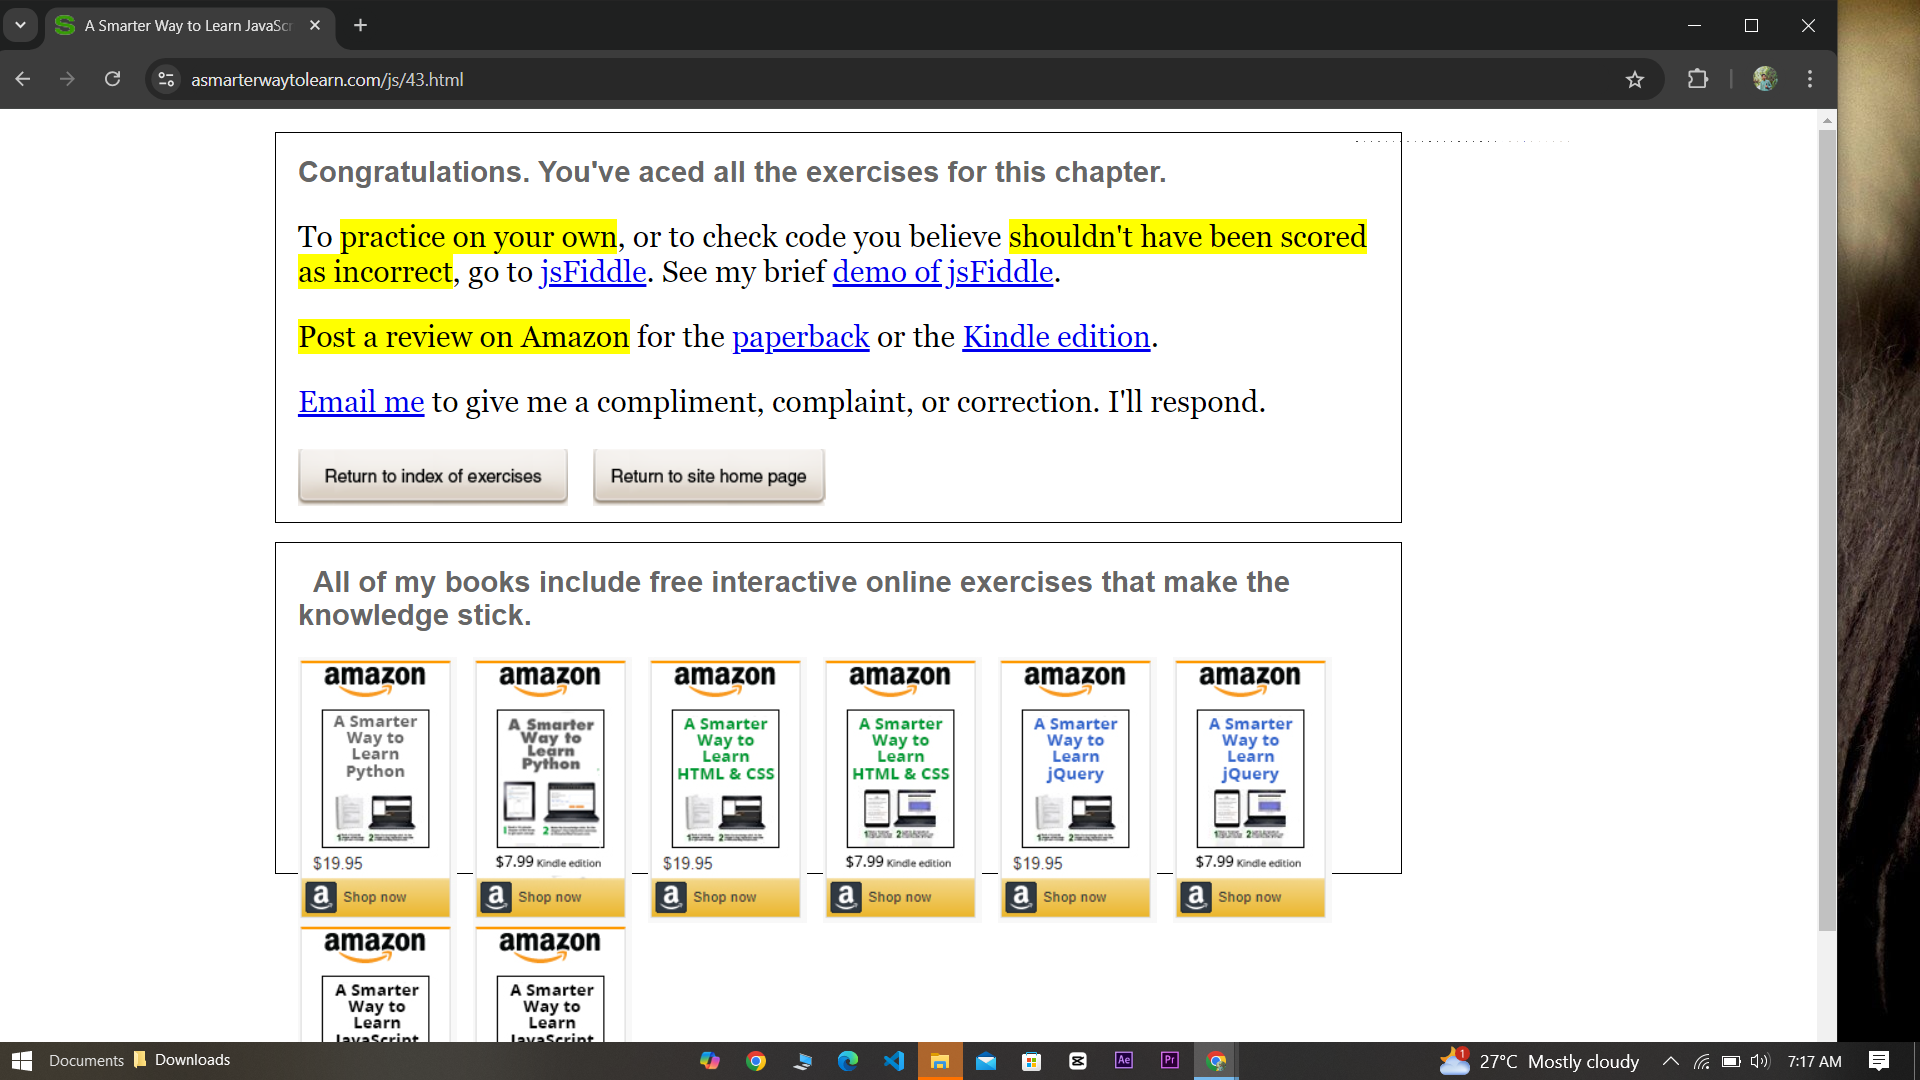 A Smarter Way to Learn JavaScr
asmarterwaytolearn.com/js/43.html
Congratulations. You've aced all the exercises for this chapter.
To practice on your own, or to check code you believe shouldn't have been scored
as incorrect, go to jsFiddle. See my brief demo of jsFiddle.
Post a review on Amazon for the paperback or the Kindle edition.
Email me to give me a compliment, complaint, or correction. I'll respond.
Return to index of exercises Return to site home page
All of my books include free interactive online exercises that make the
knowledge stick.
amazon amazon amazon amazon amazon amazon
A Smarter A Smarter A Smarter A Smarter A Smarter A Smarter
Way to Way to Way to Way to Way to Way to
Learn Learn Learn Learn Learn Learn
Python Python HTML & CSS HTML & CSS jQuery jQuery
$19.95 $7.99 Kindle edition $19.95 $7.99 Kindle edition $19.95 $7.99 Kindle edition
a Shop now a Shop now a Shop now a Shop now a Shop now a Shop now
amazon amazon
A Smarter A Smarter
Way to Way to
Learn Learn
JavaScript JavaScript
Documents Downloads Ae Pr 1 27°C Mostly cloudy 7:17 AM